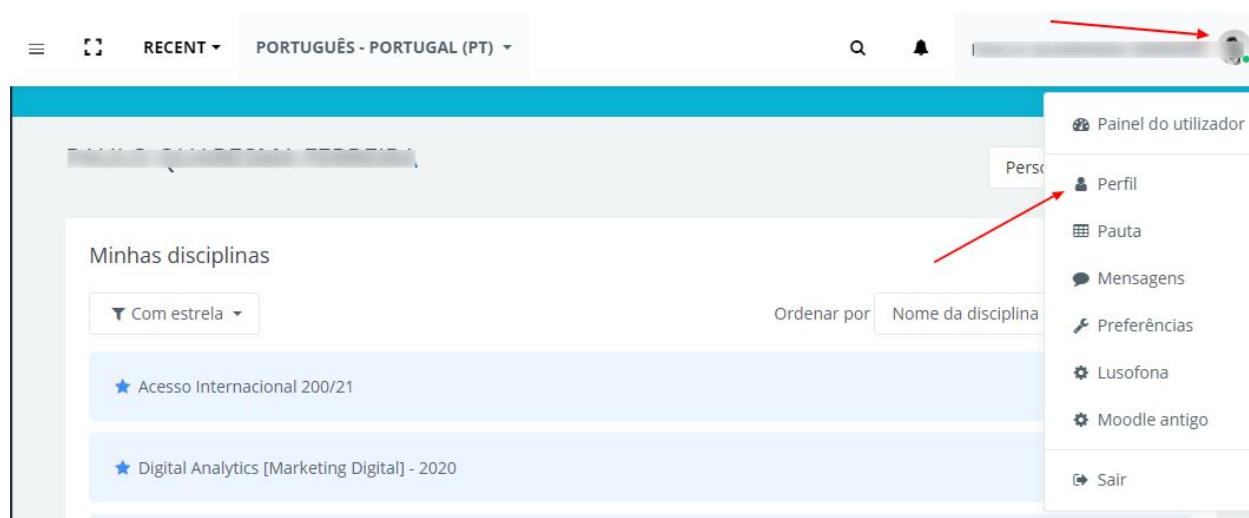 RECENT PORTUGUÊS - PORTUGAL (PT)
Painel do utilizador
Perfil
Pauta
Mensagens
Preferências
Lusofona
Moodle antigo
Sair
Minhas disciplinas
Com estrela Ordenar por Nome da disciplina
Acesso Internacional 200/21
Digital Analytics [Marketing Digital] - 2020